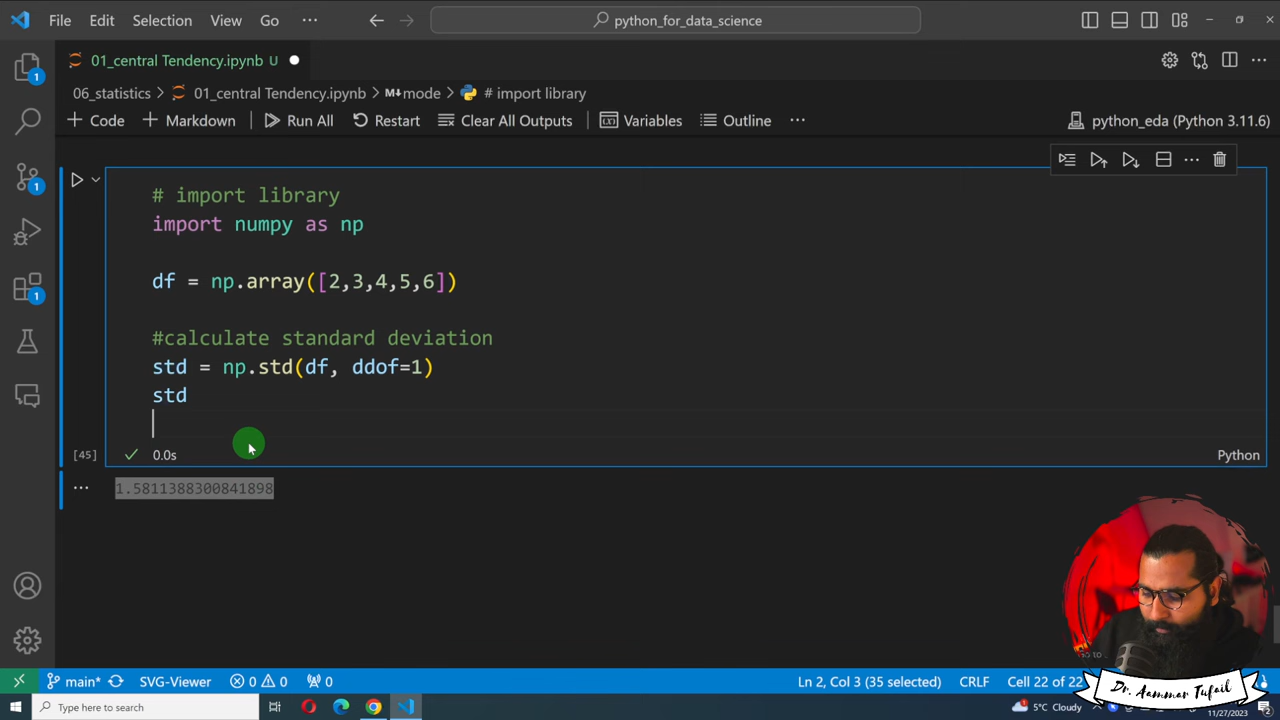 File Edit Selection View Go ··· python_for_data_science
01_central Tendency.ipynb U
06_statistics > 01_central Tendency.ipynb > M↓mode > # import library
+ Code + Markdown Run All Restart Clear All Outputs Variables Outline ··· python_eda (Python 3.11.6)
# import library
import numpy as np
df = np.array([2,3,4,5,6])
#calculate standard deviation
std = np.std(df, ddof=1)
std
[45] 0.0s Python
1.5811388300841898
1
1
1
main* SVG-Viewer 0 0 0 Ln 2, Col 3 (35 selected) CRLF Cell 22 of 22
Dr. Aammar Tufail
Type here to search 5°C Cloudy 11/27/2023 2